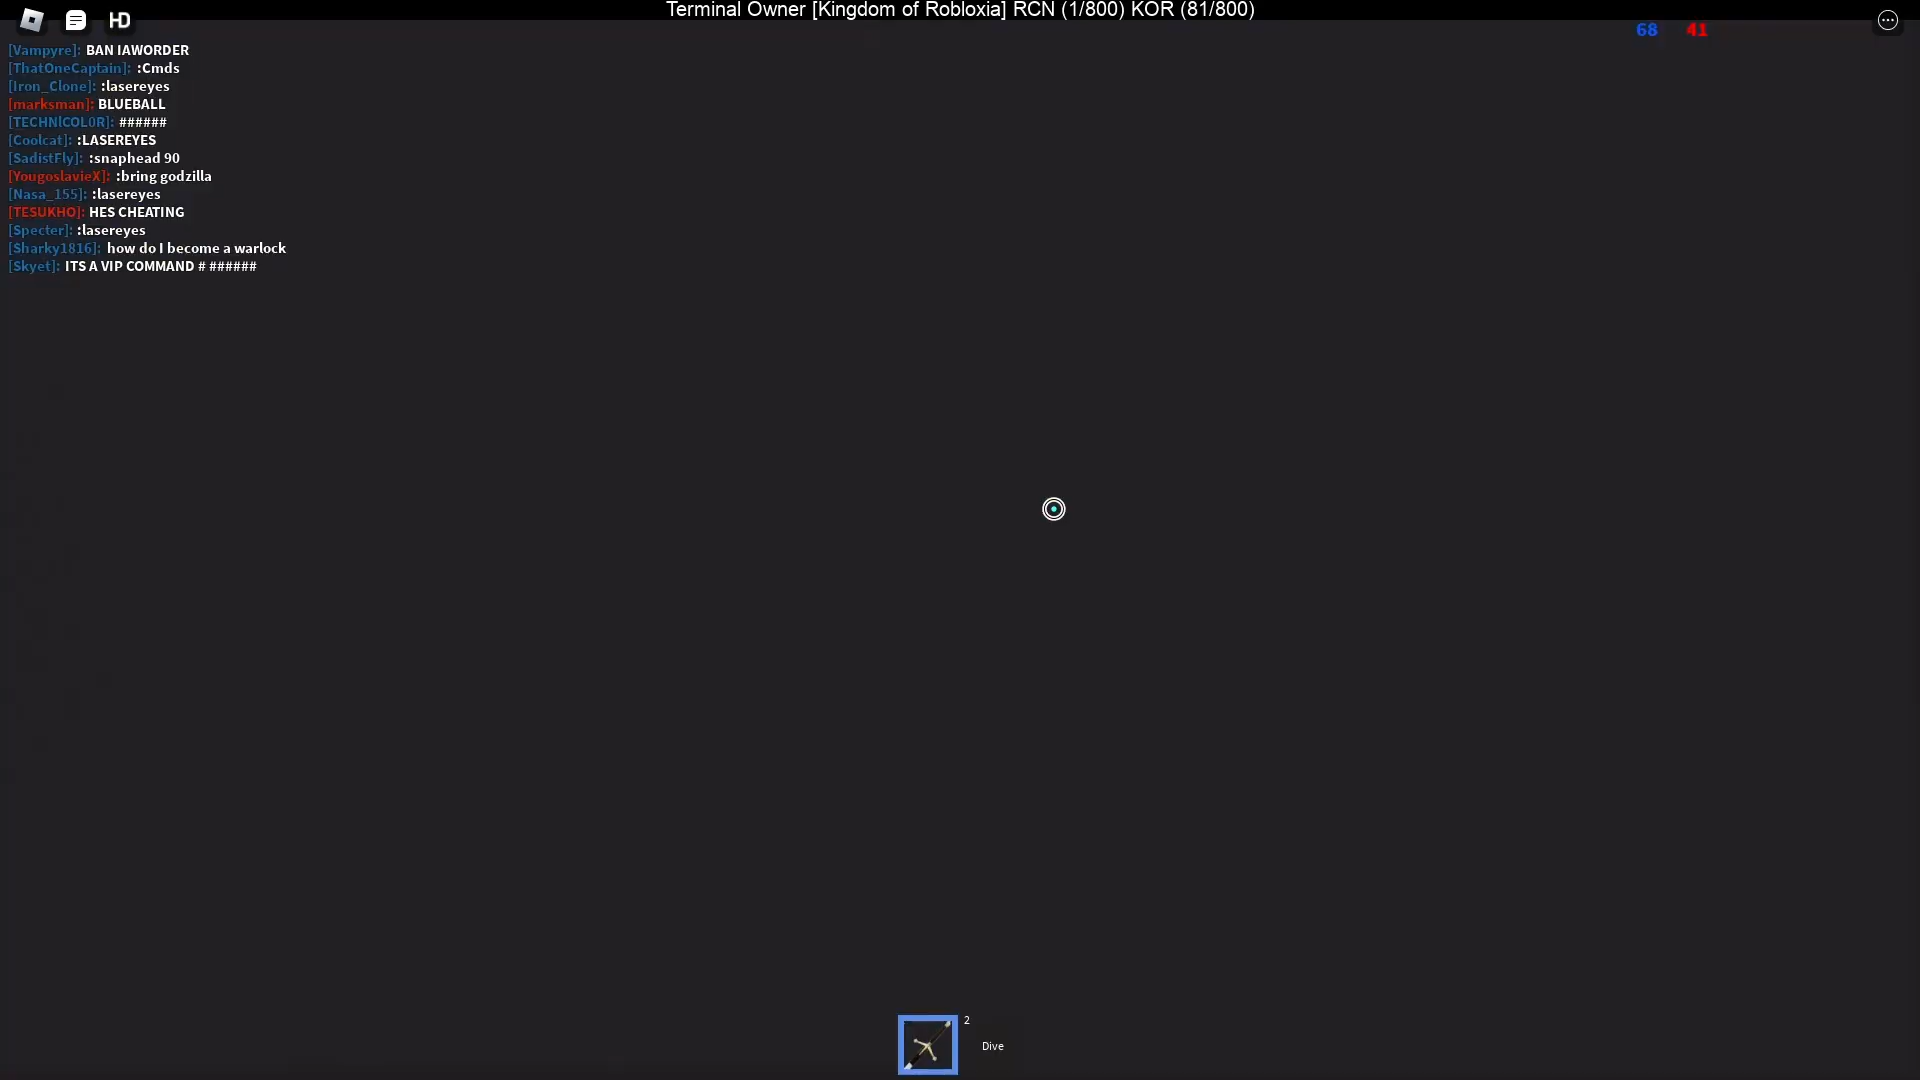 Terminal Owner [Kingdom of Robloxia] RCN (1/800) KOR (81/800)
HD
68 41
[Vampyre]: BAN IAWORDER
[ThatOneCaptain]: :Cmds
[Iron_Clone]: :lasereyes
[marksman]: BLUEBALL
[TECHNlCOL0R]: ######
[Coolcat]: :LASEREYES
[SadistFly]: :snaphead 90
[YougoslavieX]: :bring godzilla
[Nasa_155]: :lasereyes
[TESUKHO]: HES CHEATING
[Specter]: :lasereyes
[Sharky1816]: how do I become a warlock
[Skyet]: ITS A VIP COMMAND # ######
2
Dive